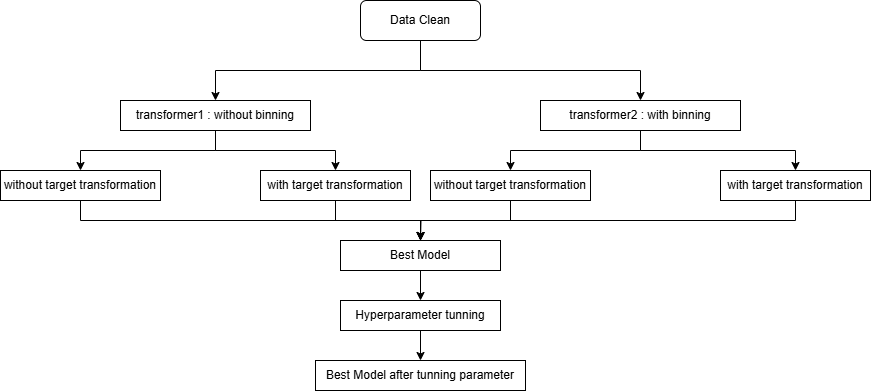 Data Clean
transformer1 : without binning
transformer2 : with binning
without target transformation
with target transformation
without target transformation
with target transformation
Best Model
Hyperparameter tunning
Best Model after tunning parameter